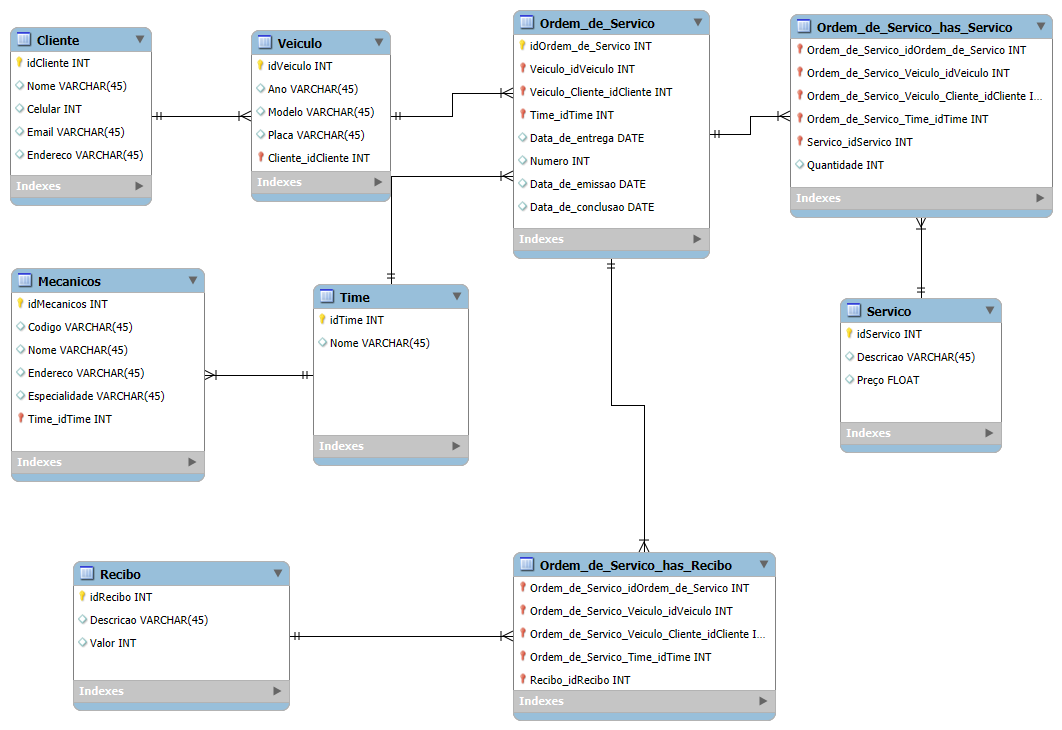 Cliente
idCliente INT
Nome VARCHAR(45)
Celular INT
Email VARCHAR(45)
Endereco VARCHAR(45)
Indexes
Veiculo
idVeiculo INT
Ano VARCHAR(45)
Modelo VARCHAR(45)
Placa VARCHAR(45)
Cliente_idCliente INT
Indexes
Ordem_de_Servico
idOrdem_de_Servico INT
Veiculo_idVeiculo INT
Veiculo_Cliente_idCliente INT
Time_idTime INT
Data_de_entrega DATE
Numero INT
Data_de_emissao DATE
Data_de_conclusao DATE
Indexes
Ordem_de_Servico_has_Servico
Ordem_de_Servico_idOrdem_de_Servico INT
Ordem_de_Servico_Veiculo_idVeiculo INT
Ordem_de_Servico_Veiculo_Cliente_idCliente I...
Ordem_de_Servico_Time_idTime INT
Servico_idServico INT
Quantidade INT
Indexes
Mecanicos
idMecanicos INT
Codigo VARCHAR(45)
Nome VARCHAR(45)
Endereco VARCHAR(45)
Especialidade VARCHAR(45)
Time_idTime INT
Indexes
Time
idTime INT
Nome VARCHAR(45)
Indexes
Servico
idServico INT
Descricao VARCHAR(45)
Preço FLOAT
Indexes
Recibo
idRecibo INT
Descricao VARCHAR(45)
Valor INT
Indexes
Ordem_de_Servico_has_Recibo
Ordem_de_Servico_idOrdem_de_Servico INT
Ordem_de_Servico_Veiculo_idVeiculo INT
Ordem_de_Servico_Veiculo_Cliente_idCliente I...
Ordem_de_Servico_Time_idTime INT
Recibo_idRecibo INT
Indexes